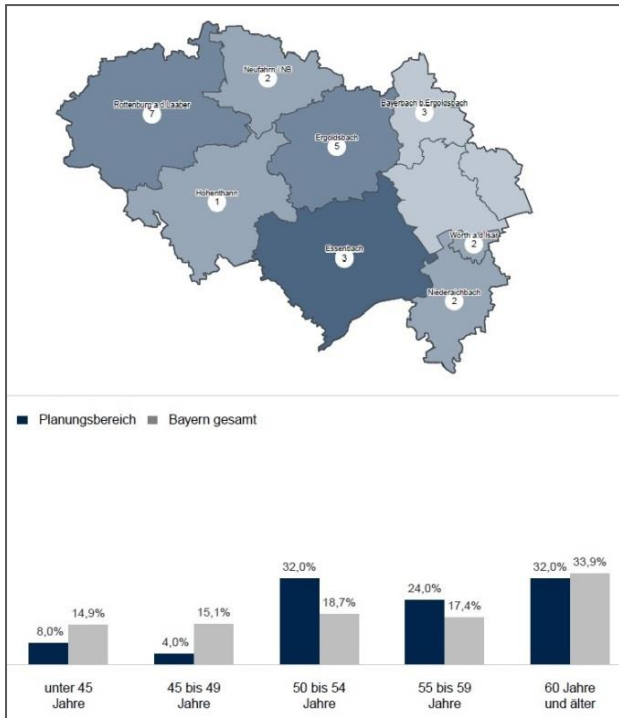 Neufahrn i.NB
2
Rottenburg a.d.Laaber
7
Bayerbach b.Ergoldsbach
3
Ergoldsbach
5
Hohenthann
1
Wörth a.d.Isar
2
Essenbach
3
Niederaichbach
2
Planungsbereich Bayern gesamt
32,0% 32,0% 33,9%
24,0%
14,9% 15,1% 18,7% 17,4%
8,0% 4,0%
unter 45 45 bis 49 50 bis 54 55 bis 59 60 Jahre
Jahre Jahre Jahre Jahre und älter